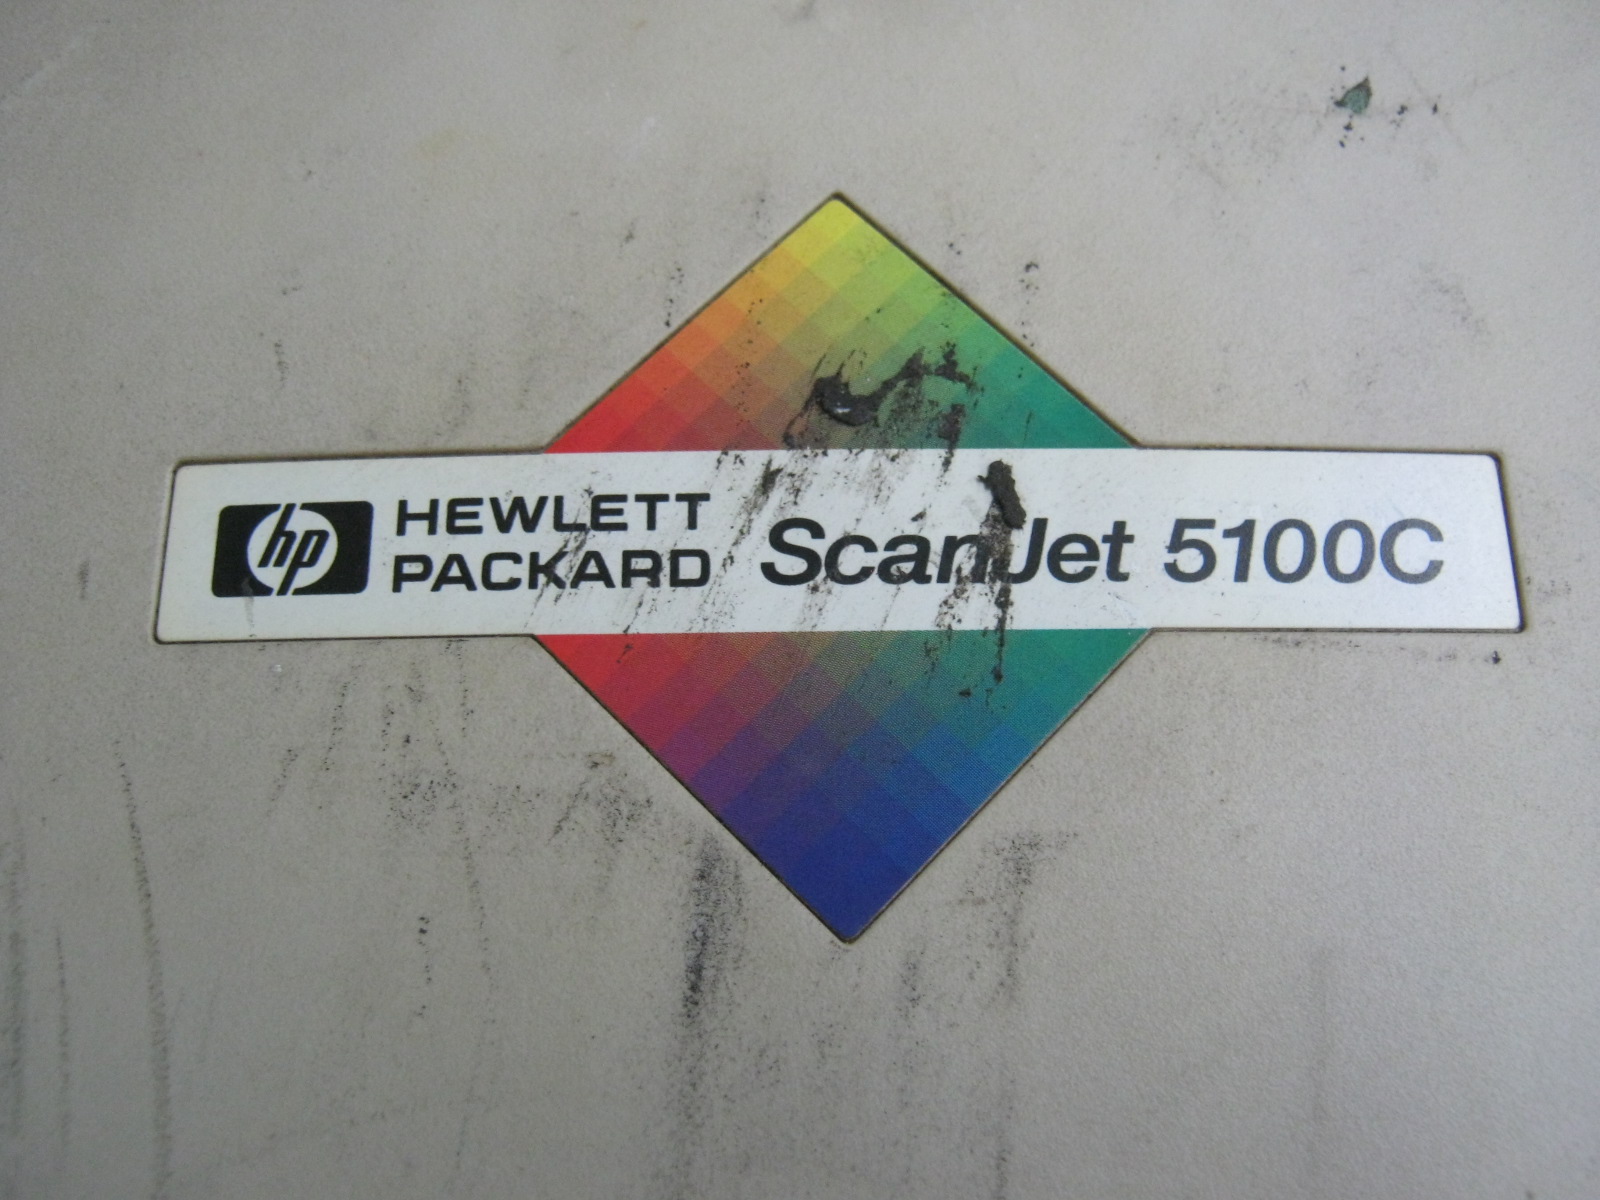 hp HEWLETT PACKARD ScanJet 5100C